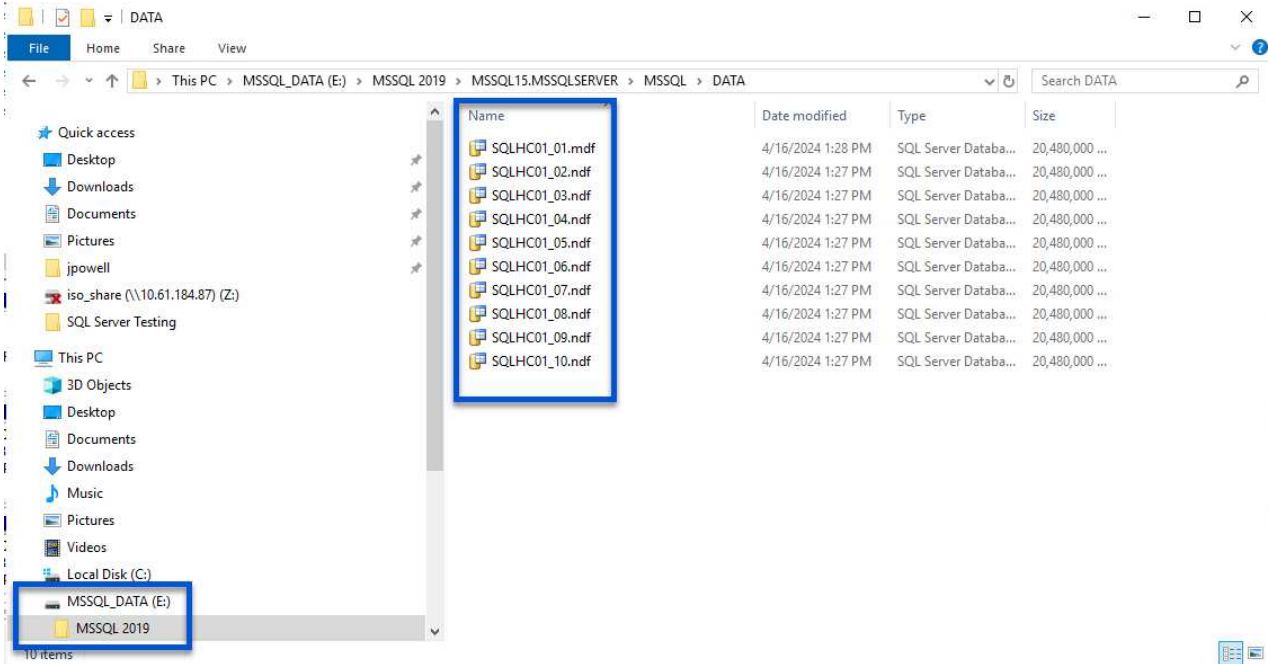 DATA
File Home Share View
This PC > MSSQL_DATA (E:) > MSSQL 2019 > MSSQL15.MSSQLSERVER > MSSQL > DATA
Search DATA
Quick access
Desktop
Downloads
Documents
Pictures
jpowell
iso_share (\\10.61.184.87) (Z:)
SQL Server Testing
This PC
3D Objects
Desktop
Documents
Downloads
Music
Pictures
Videos
Local Disk (C:)
MSSQL_DATA (E:)
MSSQL 2019
Name Date modified Type Size
SQLHC01_01.mdf 4/16/2024 1:28 PM SQL Server Databa... 20,480,000 ...
SQLHC01_02.ndf 4/16/2024 1:27 PM SQL Server Databa... 20,480,000 ...
SQLHC01_03.ndf 4/16/2024 1:27 PM SQL Server Databa... 20,480,000 ...
SQLHC01_04.ndf 4/16/2024 1:27 PM SQL Server Databa... 20,480,000 ...
SQLHC01_05.ndf 4/16/2024 1:27 PM SQL Server Databa... 20,480,000 ...
SQLHC01_06.ndf 4/16/2024 1:27 PM SQL Server Databa... 20,480,000 ...
SQLHC01_07.ndf 4/16/2024 1:27 PM SQL Server Databa... 20,480,000 ...
SQLHC01_08.ndf 4/16/2024 1:27 PM SQL Server Databa... 20,480,000 ...
SQLHC01_09.ndf 4/16/2024 1:27 PM SQL Server Databa... 20,480,000 ...
SQLHC01_10.ndf 4/16/2024 1:27 PM SQL Server Databa... 20,480,000 ...
10 items